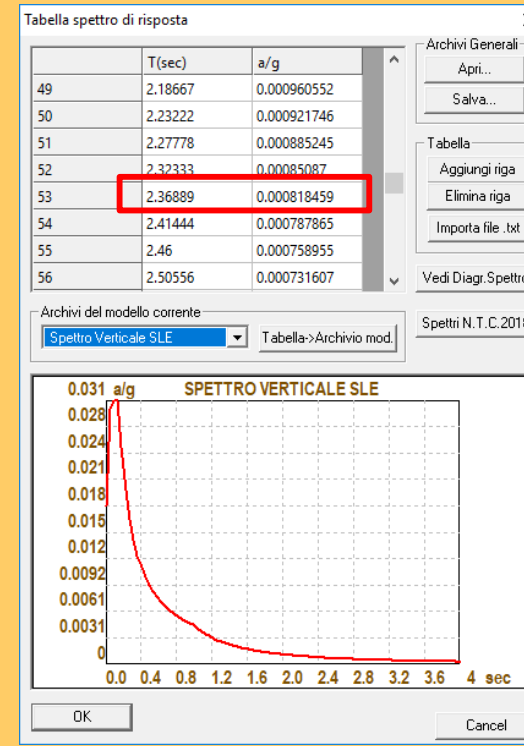 Tabella spettro di risposta
T(sec) a/g
49 2.18667 0.000960552
50 2.23222 0.000921746
51 2.27778 0.000885245
52 2.32333 0.00085087
53 2.36889 0.000818459
54 2.41444 0.000787865
55 2.46 0.000758955
56 2.50556 0.000731607
Archivi Generali
Apri...
Salva...
Tabella
Aggiungi riga
Elimina riga
Importa file .txt
Vedi Diagr.Spettro
Spettri N.T.C.2018
Archivi del modello corrente
Spettro Verticale SLE Tabella->Archivio mod.
0.031 a/g SPETTRO VERTICALE SLE
0.028
0.024
0.021
0.018
0.015
0.012
0.0092
0.0061
0.0031
0
0.0 0.4 0.8 1.2 1.6 2.0 2.4 2.8 3.2 3.6 4 sec
OK Cancel